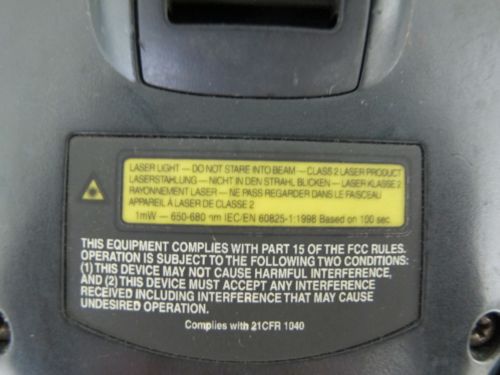 LASER LIGHT — DO NOT STARE INTO BEAM — CLASS 2 LASER PRODUCT
LASERSTAHLUNG — NICHT IN DEN STRAHL BLICKEN — LASER KLASSE 2
RAYONNEMENT LASER — NE PASS REGARDER DANS LE FAISCEAU
APPAREIL À LASER DE CLASSE 2
1mW — 650-680 nm IEC/EN 60825-1:1998 Based on 100 sec.
THIS EQUIPMENT COMPLIES WITH PART 15 OF THE FCC RULES.
OPERATION IS SUBJECT TO THE FOLLOWING TWO CONDITIONS:
(1) THIS DEVICE MAY NOT CAUSE HARMFUL INTERFERENCE,
AND (2) THIS DEVICE MUST ACCEPT ANY INTERFERENCE
RECEIVED INCLUDING INTERFERENCE THAT MAY CAUSE
UNDESIRED OPERATION.
Complies with 21CFR 1040